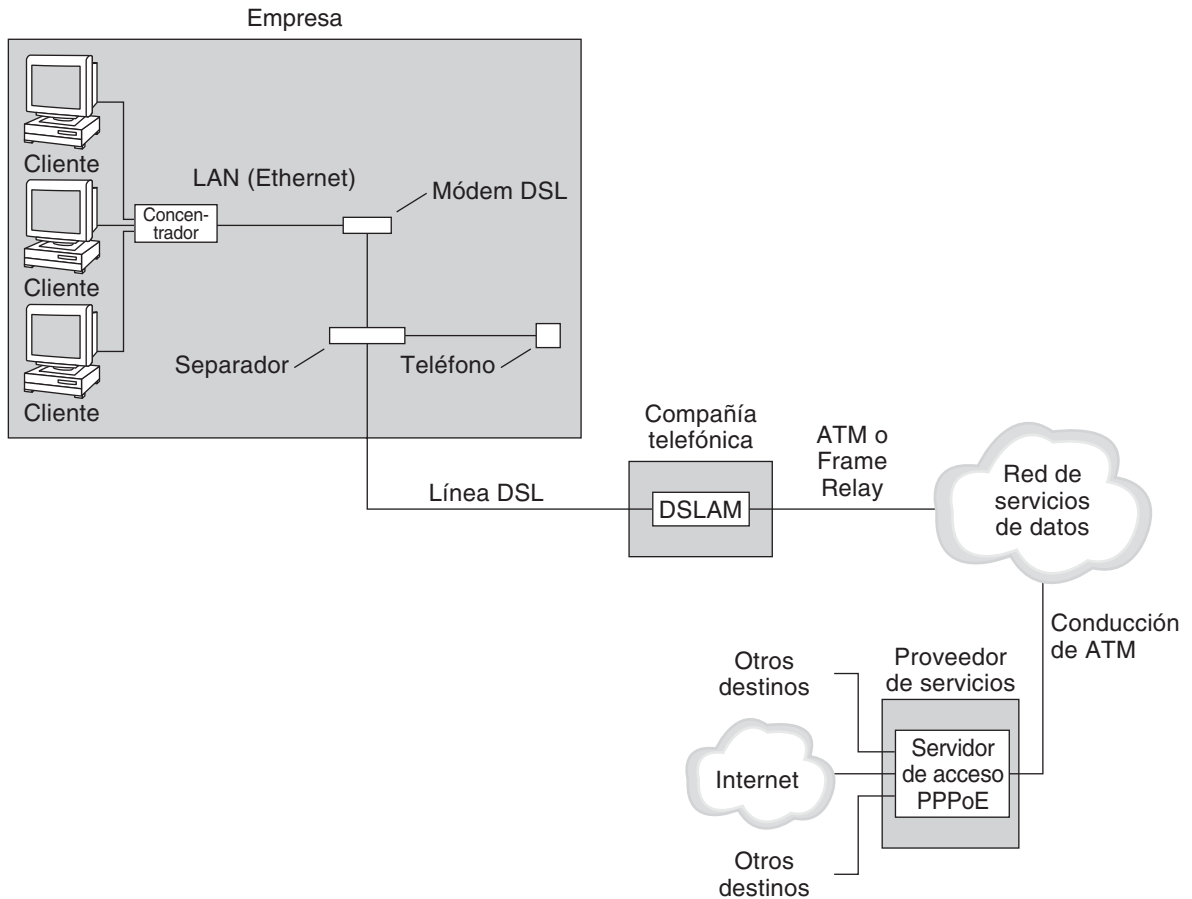 Empresa
Cliente
LAN (Ethernet)
Módem DSL
Concen-
trador
Cliente
Separador
Teléfono
Cliente
Compañía
telefónica
ATM o
Frame
Relay
Red de
servicios
de datos
Línea DSL
DSLAM
Conducción
de ATM
Otros
destinos
Proveedor
de servicios
Internet
Servidor
de acceso
PPPoE
Otros
destinos